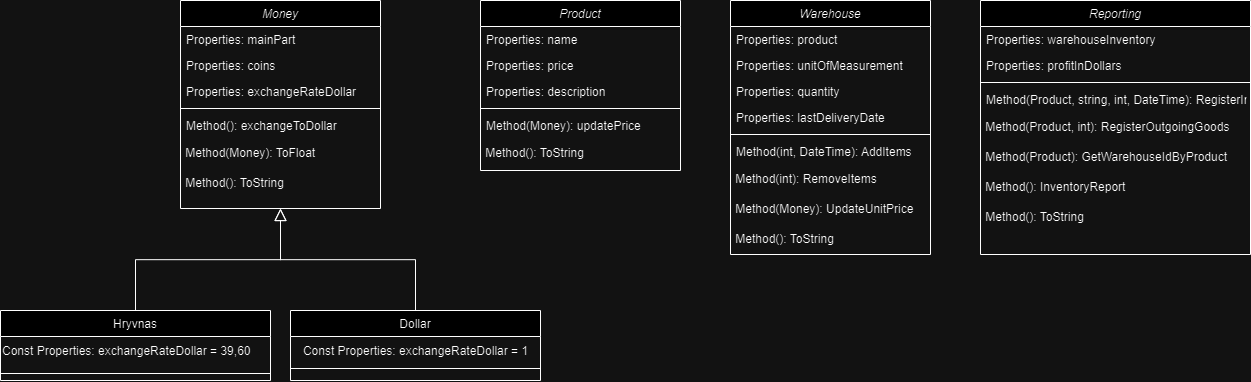 Money
Properties: mainPart
Properties: coins
Properties: exchangeRateDollar
Method(): exchangeToDollar
Method(Money): ToFloat
Method(): ToString
Product
Properties: name
Properties: price
Properties: description
Method(Money): updatePrice
Method(): ToString
Warehouse
Properties: product
Properties: unitOfMeasurement
Properties: quantity
Properties: lastDeliveryDate
Method(int, DateTime): AddItems
Method(int): RemoveItems
Method(Money): UpdateUnitPrice
Method(): ToString
Reporting
Properties: warehouseInventory
Properties: profitInDollars
Method(Product, string, int, DateTime):
Method(Product, int): RegisterOutgoingGoods
Method(Product): GetWarehouseIdByProduct
Method(): InventoryReport
Method(): ToString
Hryvnas
Const Properties: exchangeRateDollar = 39,60
Dollar
Const Properties: exchangeRateDollar = 1